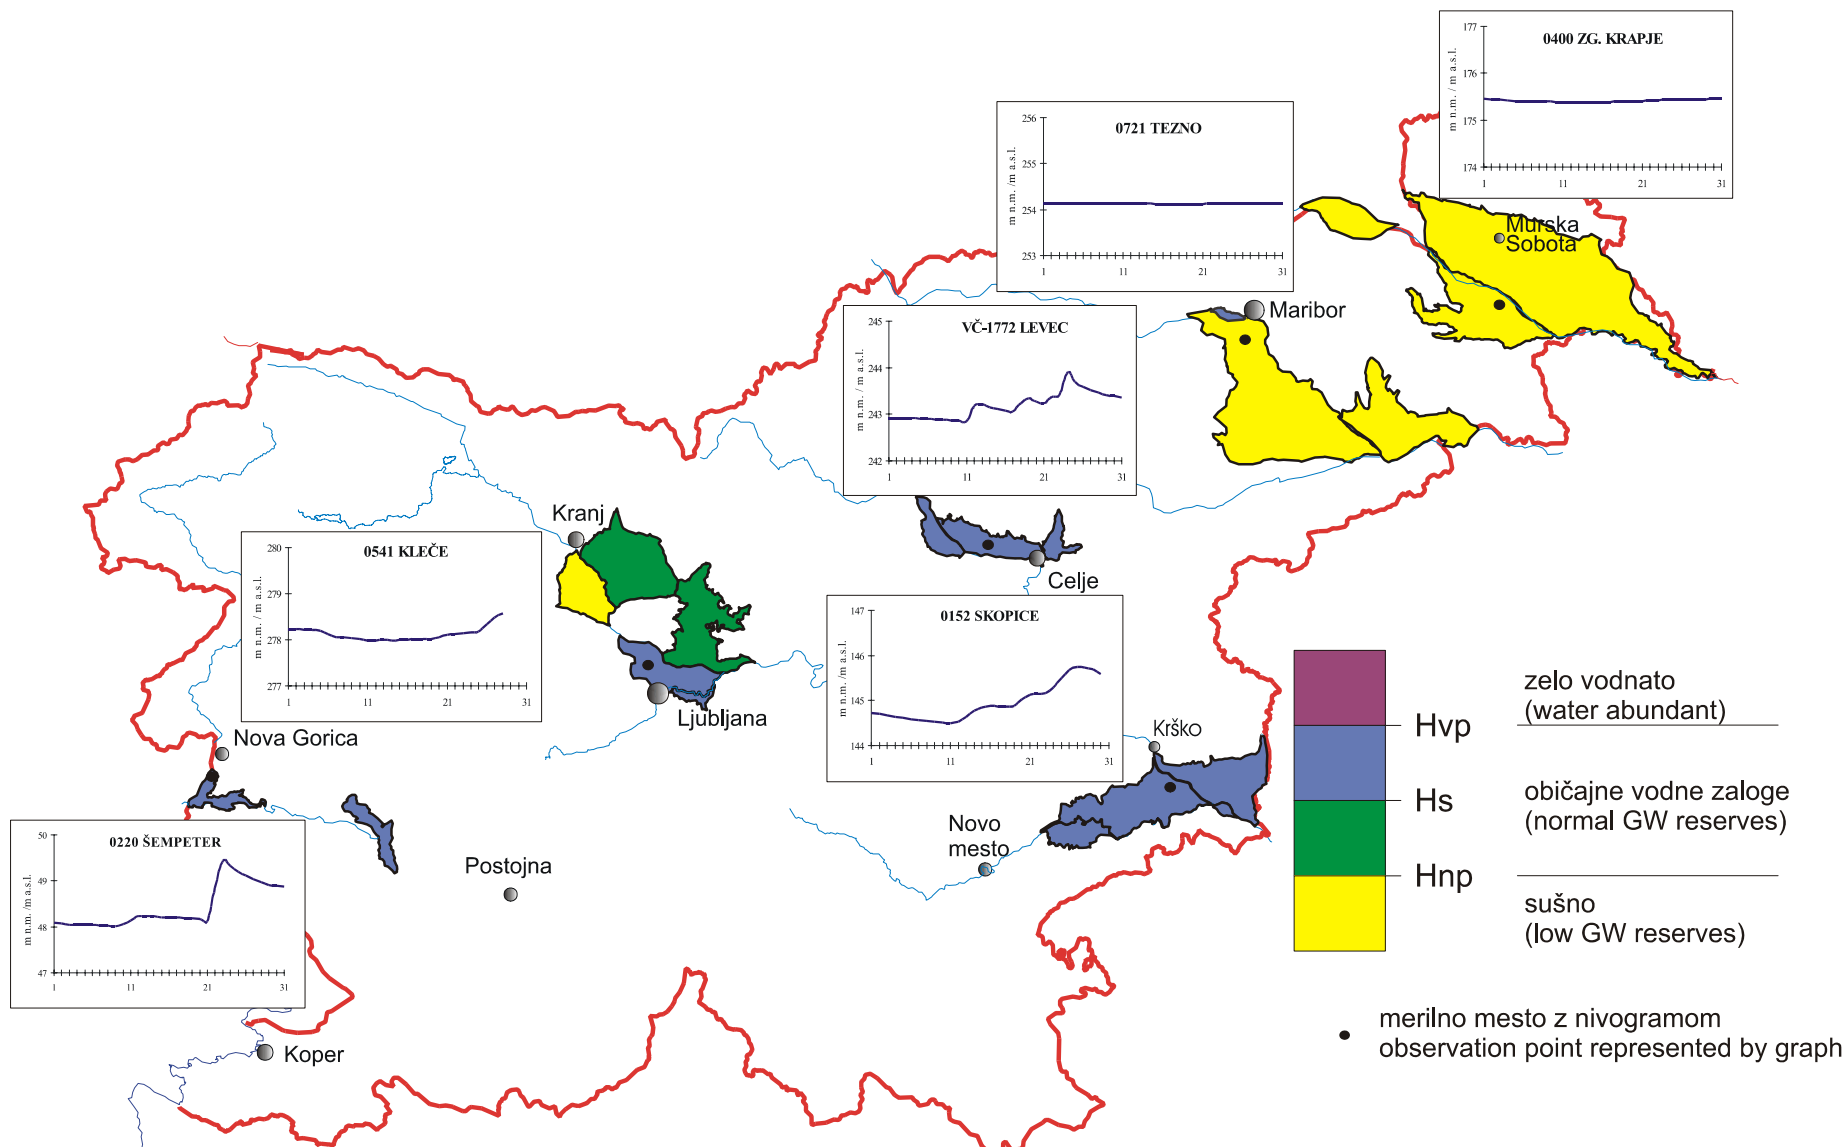 0400 ZG. KRAPJE
m n.m. / m a.s.l.
177
176
175
174
1
11
21
31
0721 TEZNO
m n.m. /m a.s.l.
256
255
254
253
1
11
21
31
Murska
Sobota
Maribor
VČ-1772 LEVEC
m n.m. / m a.s.l.
245
244
243
242
1
11
21
31
Kranj
0541 KLEČE
m n.m. / m a.s.l.
280
279
278
277
1
11
21
31
Celje
0152 SKOPICE
m n.m. /m a.s.l.
147
146
145
144
1
11
21
31
Ljubljana
Nova Gorica
Krško
zelo vodnato
(water abundant)
Hvp
Hs
običajne vodne zaloge
(normal GW reserves)
Hnp
sušno
(low GW reserves)
0220 ŠEMPETER
m n.m. /m a.s.l.
50
49
48
47
1
11
21
31
Novo
mesto
Postojna
Koper
merilno mesto z nivogramom
observation point represented by graph